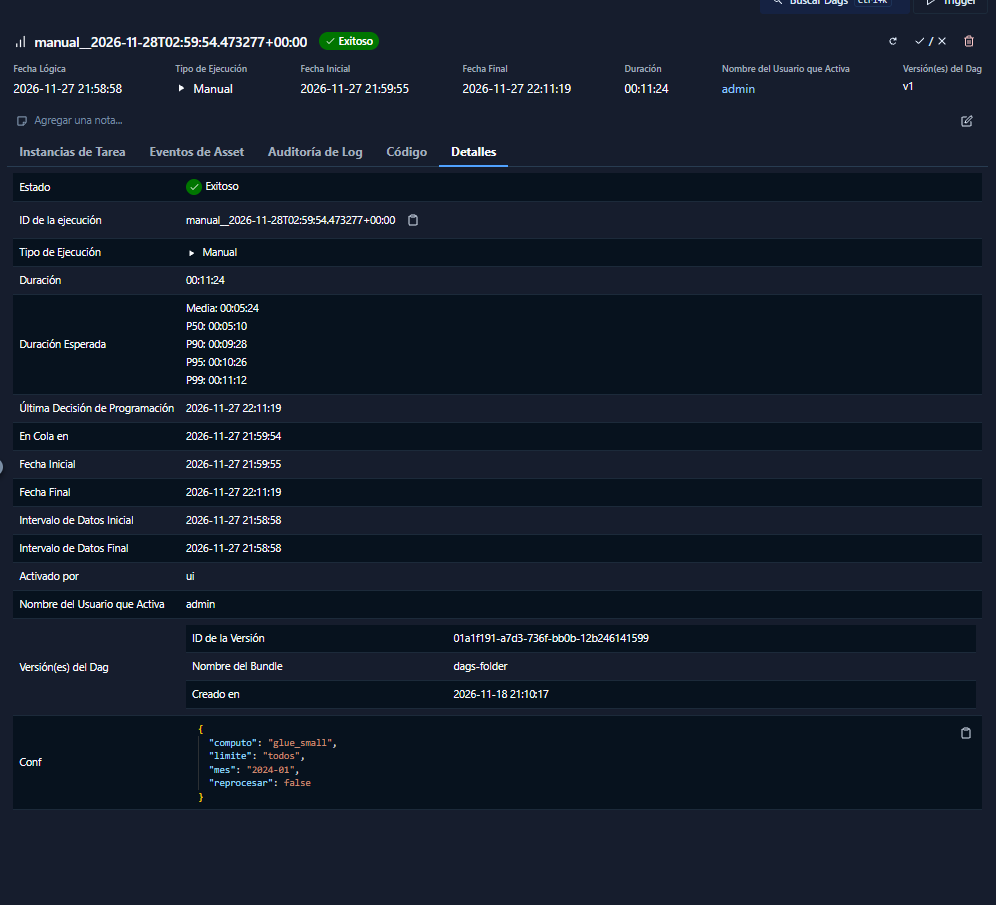 Buscar Dags Ctrl+K Trigger
manual__2026-11-28T02:59:54.473277+00:00 Exitoso
Fecha Lógica Tipo de Ejecución Fecha Inicial Fecha Final Duración Nombre del Usuario que Activa Versión(es) del Dag
2026-11-27 21:58:58 Manual 2026-11-27 21:59:55 2026-11-27 22:11:19 00:11:24 admin v1
Agregar una nota...
Instancias de Tarea Eventos de Asset Auditoría de Log Código Detalles
Estado Exitoso
ID de la ejecución manual__2026-11-28T02:59:54.473277+00:00
Tipo de Ejecución Manual
Duración 00:11:24
Duración Esperada
Media: 00:05:24
P50: 00:05:10
P90: 00:09:28
P95: 00:10:26
P99: 00:11:12
Última Decisión de Programación 2026-11-27 22:11:19
En Cola en 2026-11-27 21:59:54
Fecha Inicial 2026-11-27 21:59:55
Fecha Final 2026-11-27 22:11:19
Intervalo de Datos Inicial 2026-11-27 21:58:58
Intervalo de Datos Final 2026-11-27 21:58:58
Activado por ui
Nombre del Usuario que Activa admin
Versión(es) del Dag
ID de la Versión 01a1f191-a7d3-736f-bb0b-12b246141599
Nombre del Bundle dags-folder
Creado en 2026-11-18 21:10:17
Conf
{
"computo": "glue_small",
"limite": "todos",
"mes": "2024-01",
"reprocesar": false
}